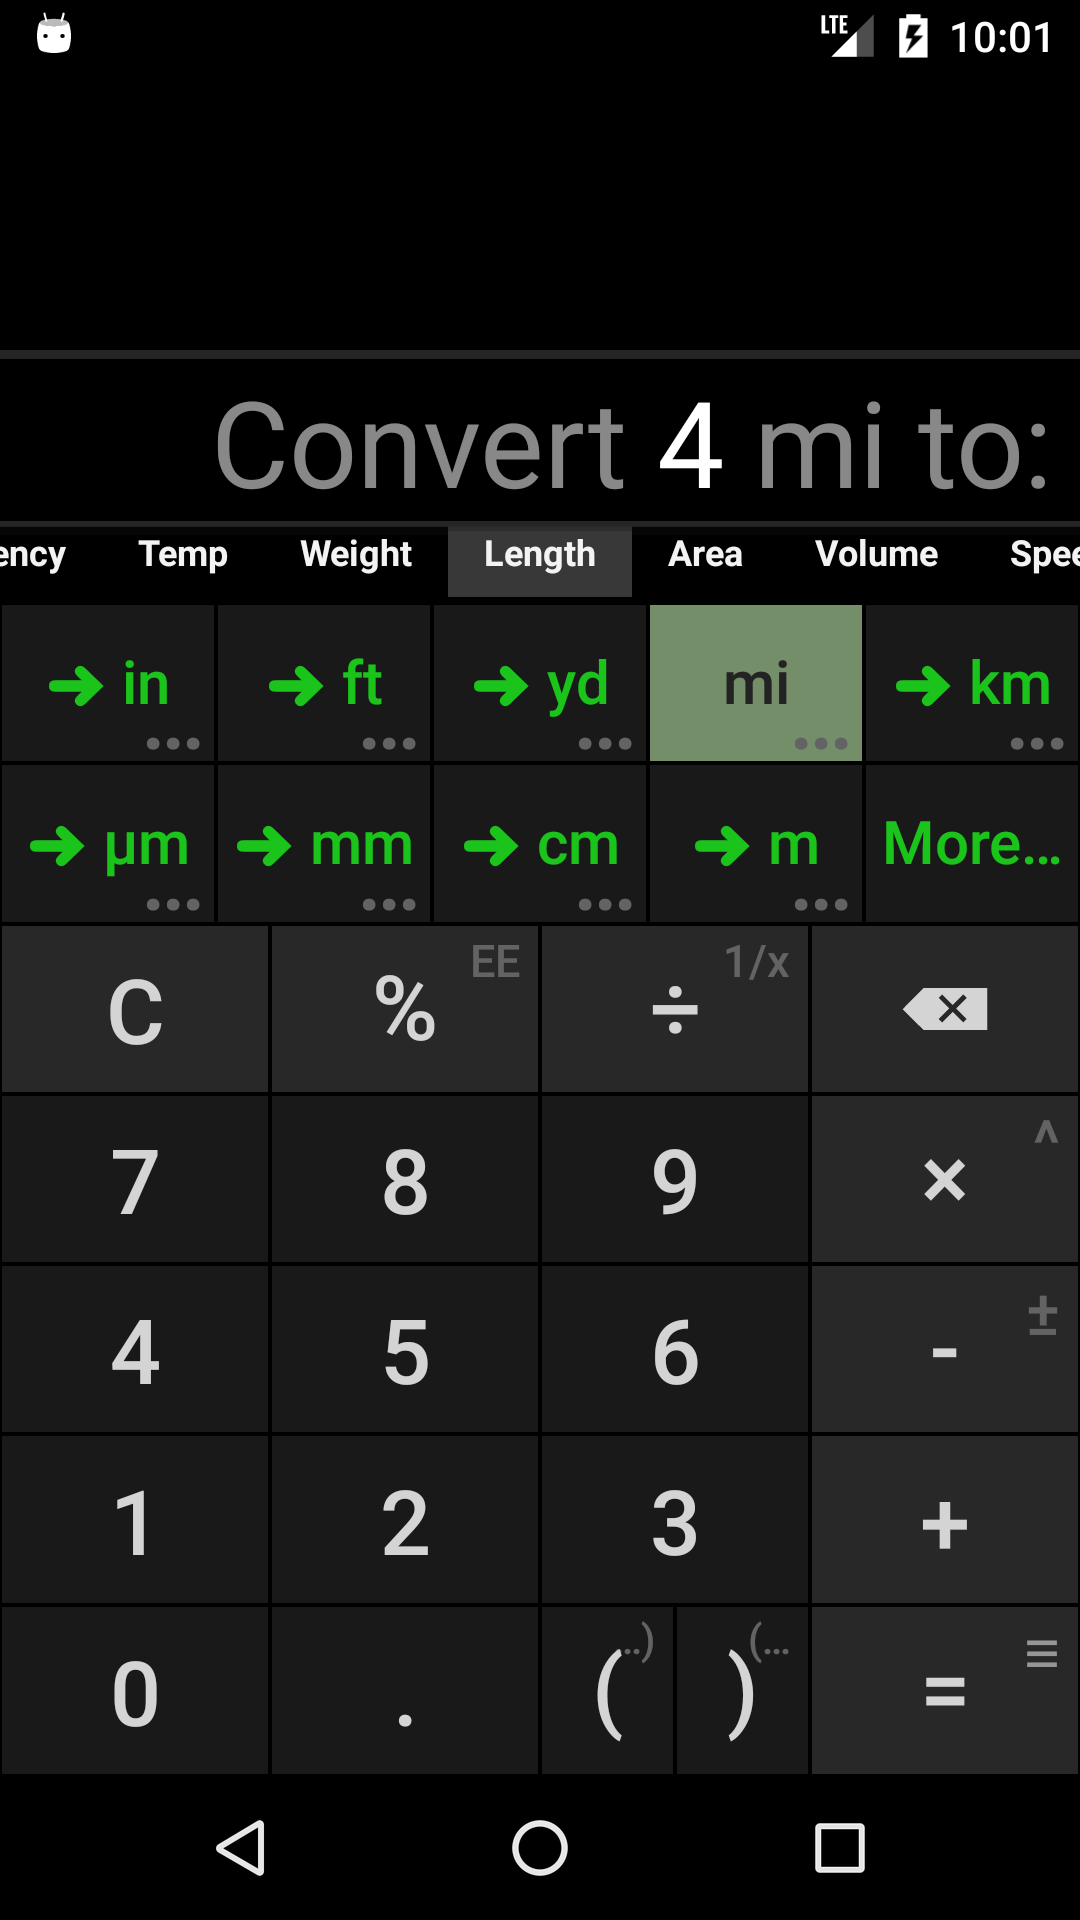 LTE 10:01
Convert 4 mi to:
ency Temp Weight Length Area Volume Spee
in ft yd mi km
µm mm cm m More...
C % EE ÷ 1/x
7 8 9 × ^
4 5 6 - ±
1 2 3 +
0 . ( ..) ) (... =